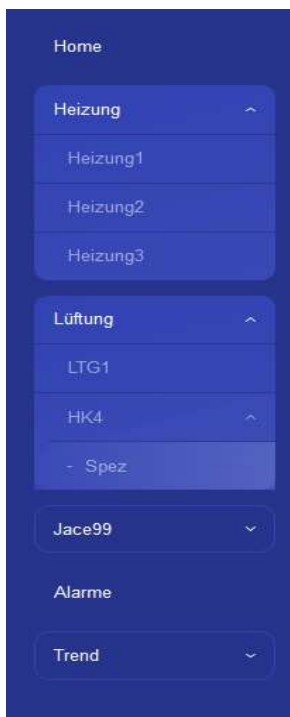 Home
Heizung
Heizung1
Heizung2
Heizung3
Lüftung
LTG1
HK4
- Spez
Jace99
Alarme
Trend